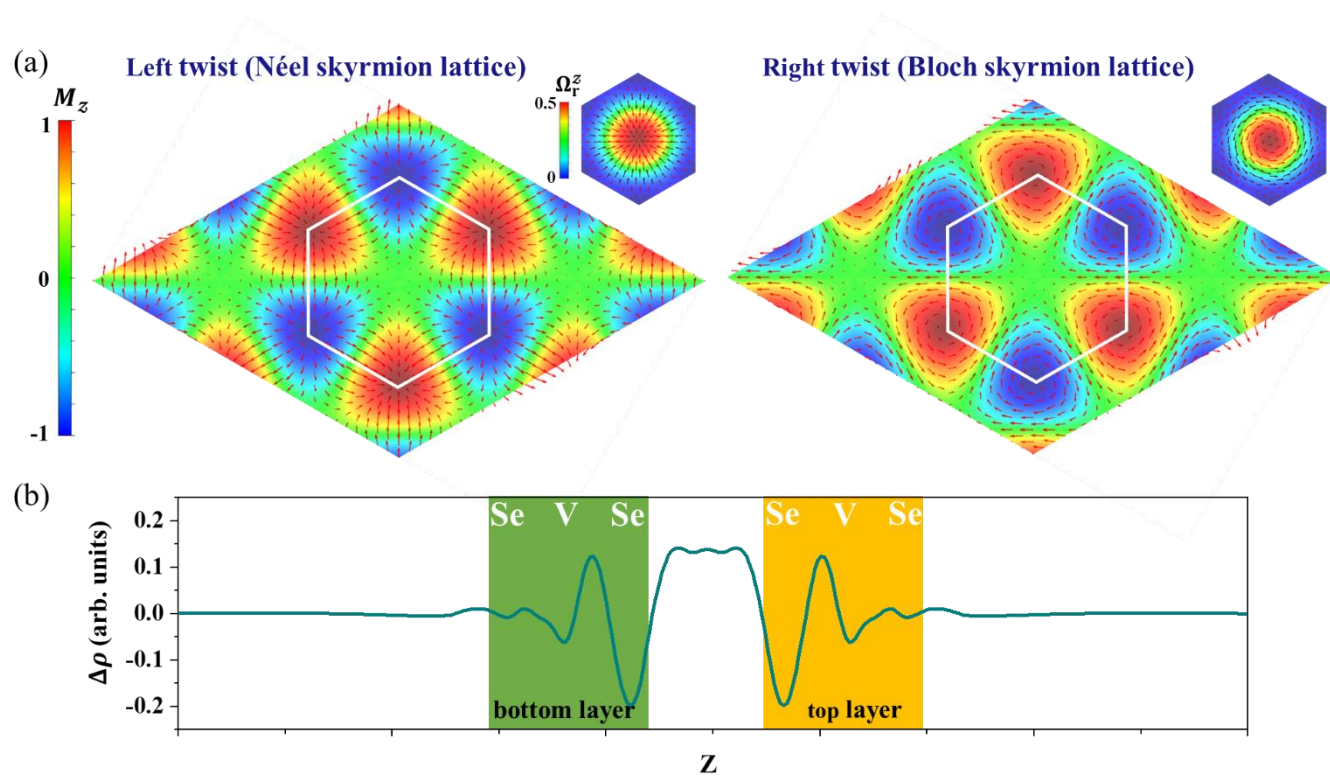 (a)
Left twist (Néel skyrmion lattice)
Right twist (Bloch skyrmion lattice)
M_z
1
0
-1
Ω_r^z
0.5
0
(b)
Δρ (arb. units)
0.2
0.1
0.0
-0.1
-0.2
Se V Se
Se V Se
bottom layer
top layer
Z